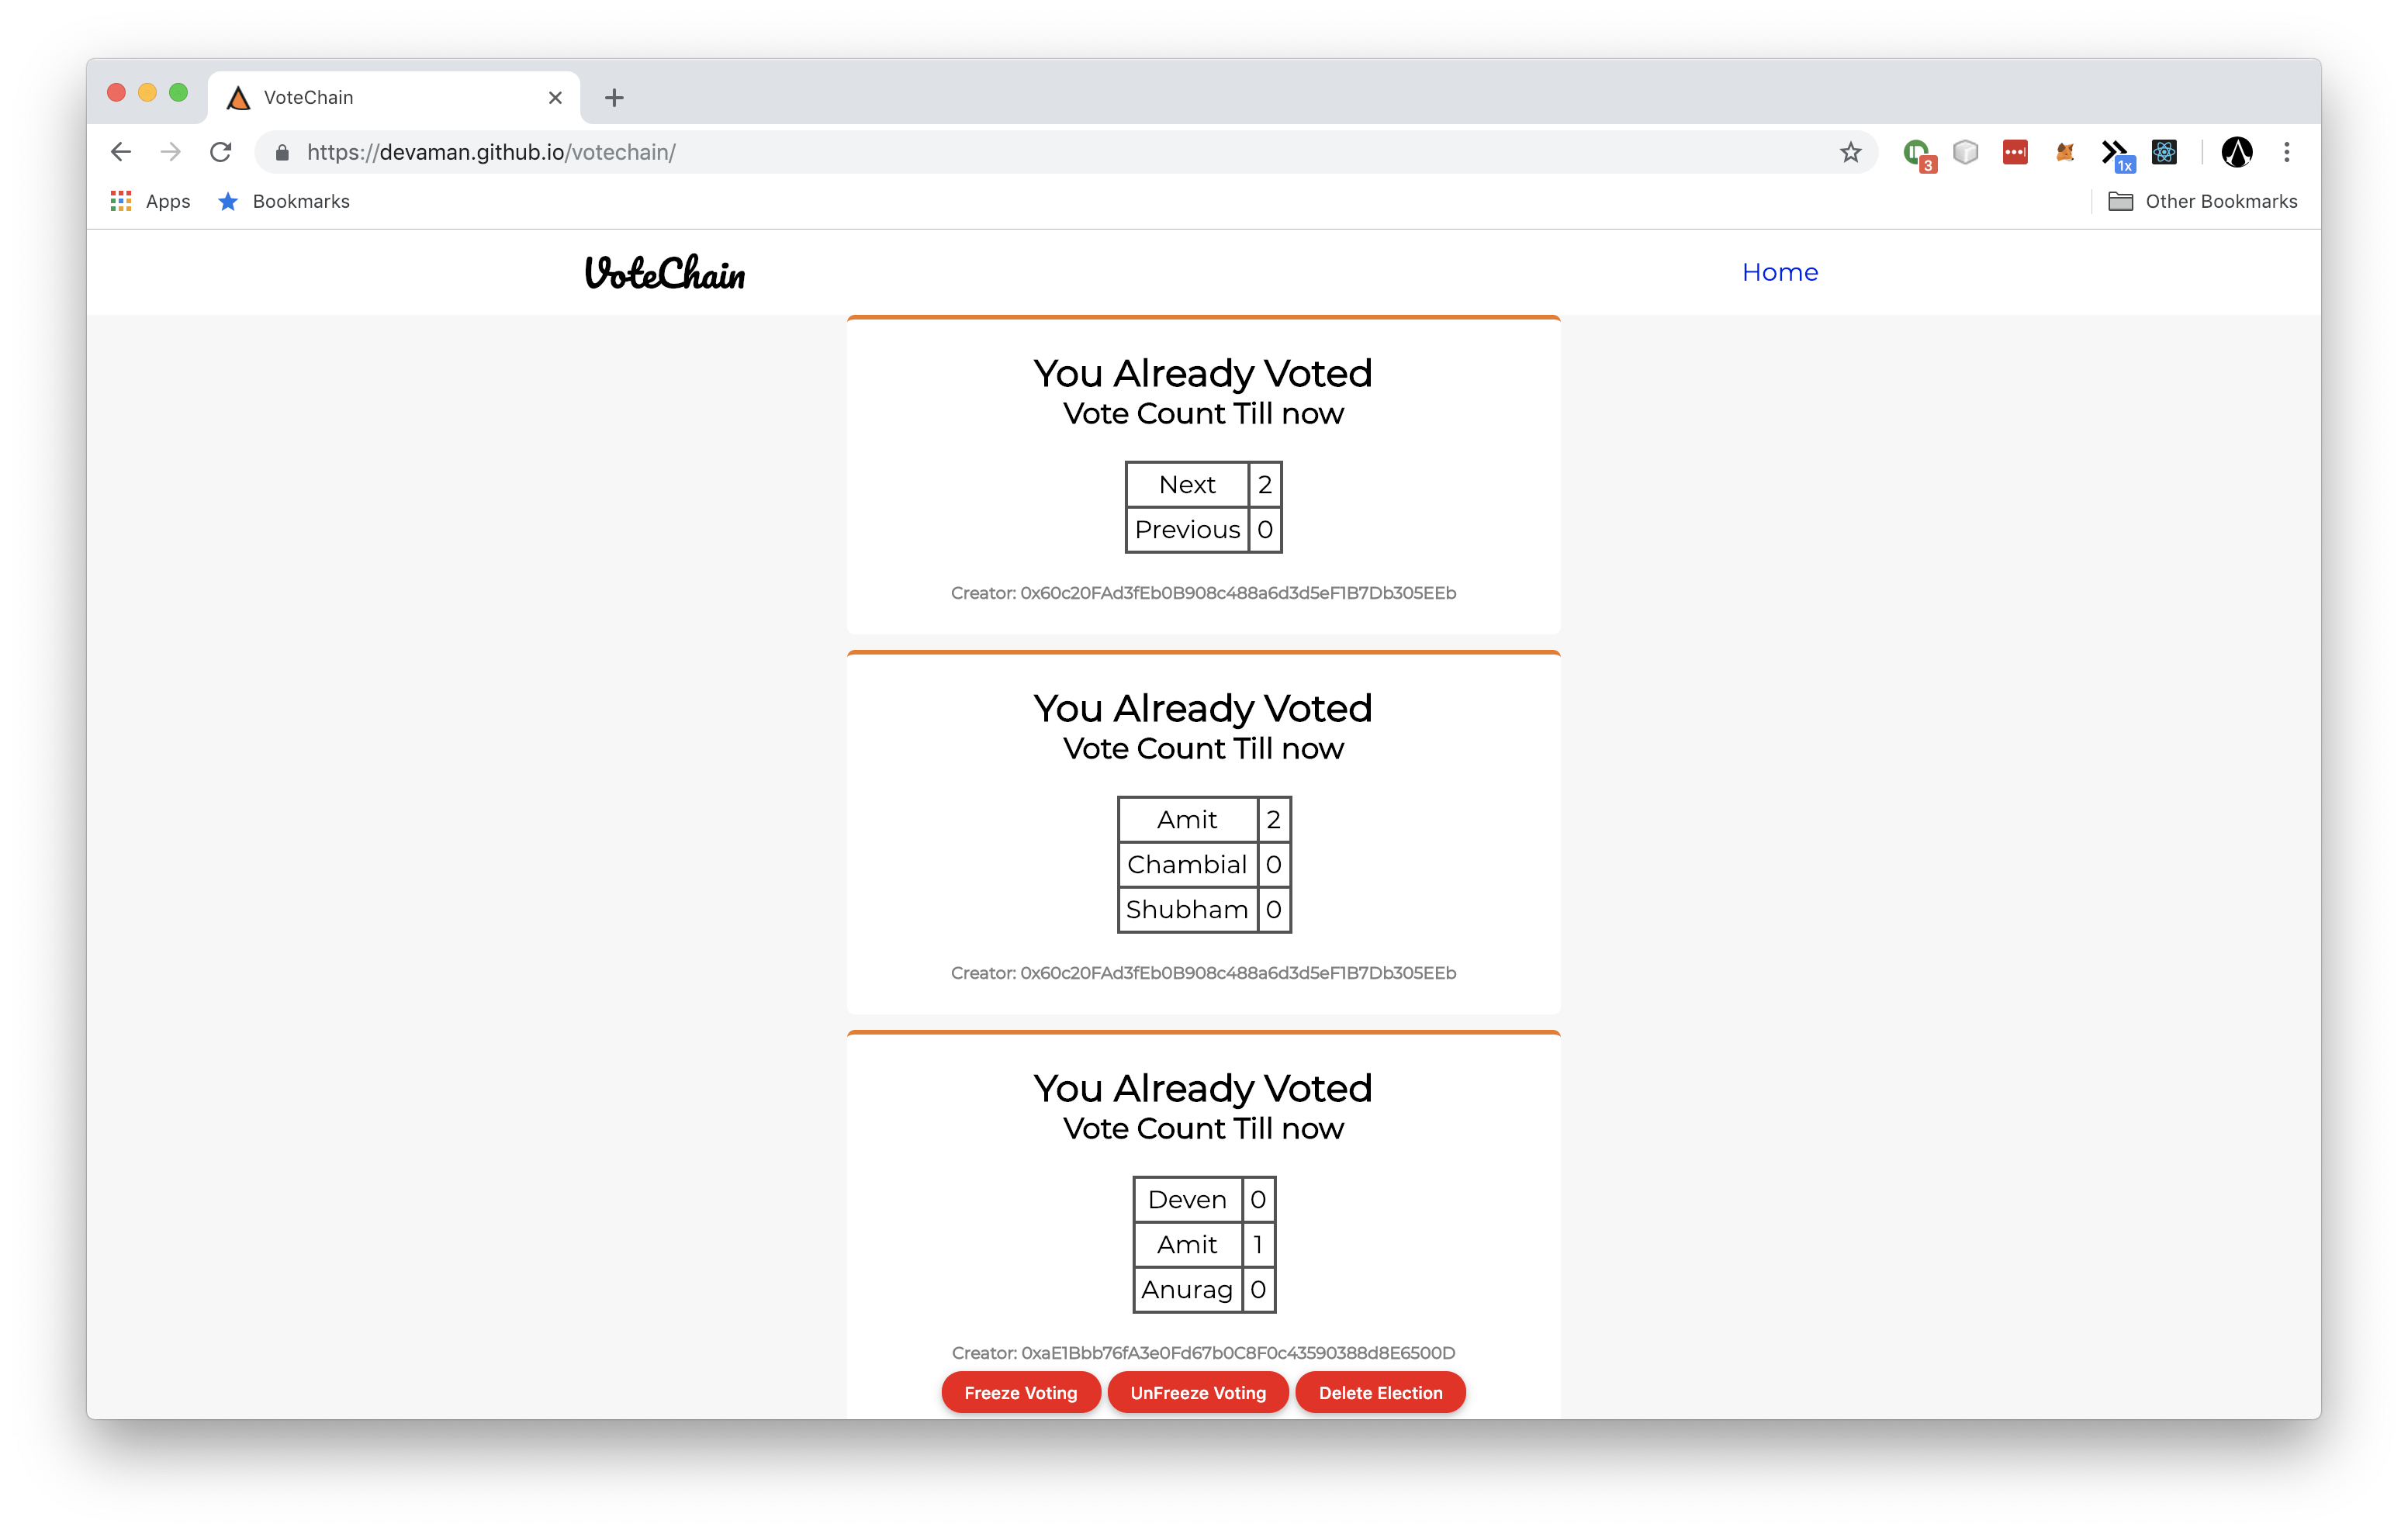 VoteChain
https://devaman.github.io/votechain/
3
1x
Apps
Bookmarks
Other Bookmarks
VoteChain
Home
You Already Voted
Vote Count Till now
Next 2
Previous 0
Creator: 0x60c20FAd3fEb0B908c488a6d3d5eF1B7Db305EEb
You Already Voted
Vote Count Till now
Amit 2
Chambial 0
Shubham 0
Creator: 0x60c20FAd3fEb0B908c488a6d3d5eF1B7Db305EEb
You Already Voted
Vote Count Till now
Deven 0
Amit 1
Anurag 0
Creator: 0xaE1Bbb76fA3e0Fd67b0C8F0c43590388d8E6500D
Freeze Voting UnFreeze Voting Delete Election